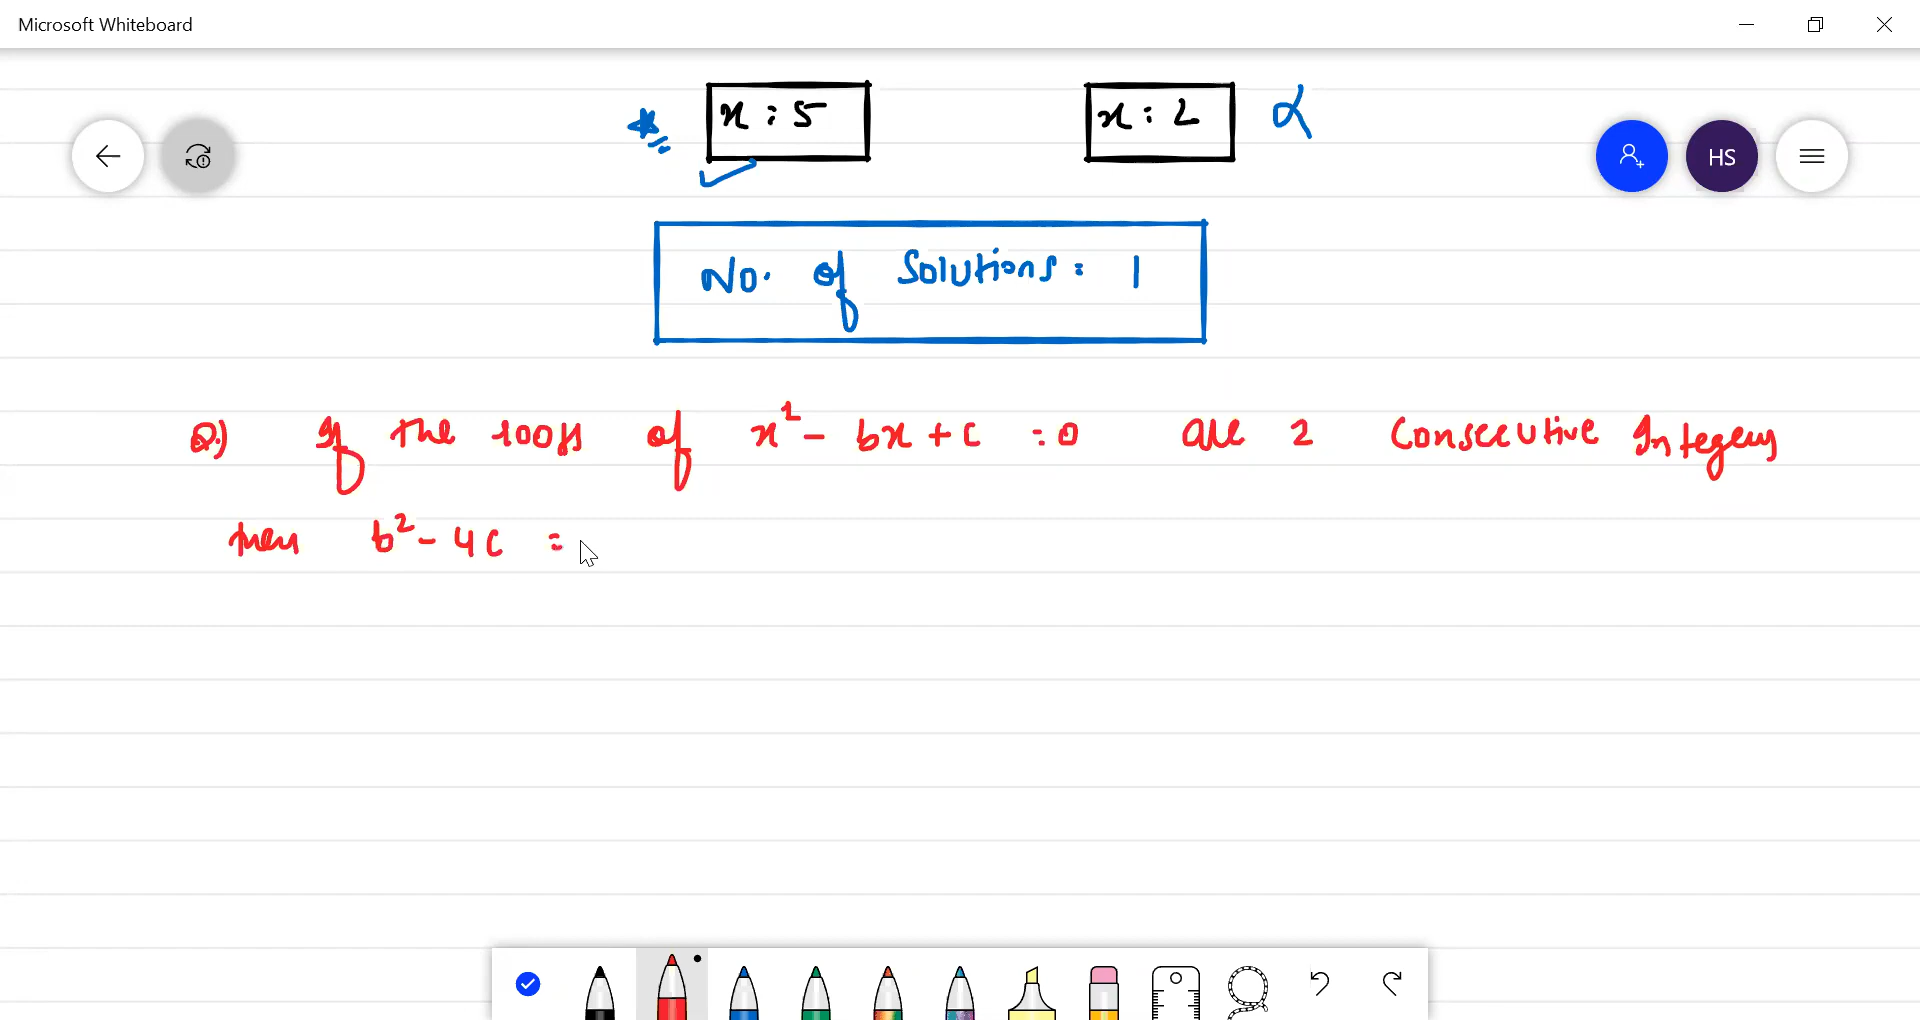 Microsoft Whiteboard
x : 5 x : 2 α
HS
No. of Solutions: 1
Q.) If the roots of x² - bx + c = 0 are 2 Consecutive Integers
then b² - 4c =